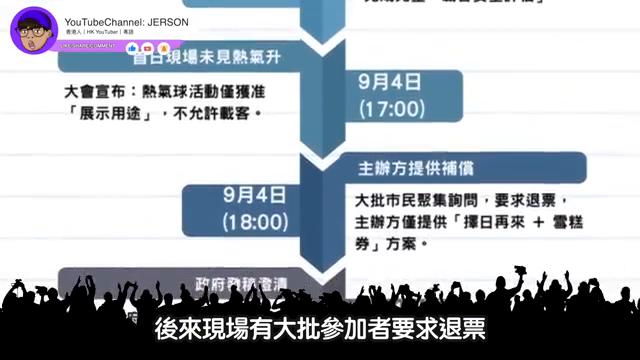 YouTubeChannel: JERSON
香港人｜HK YouTuber｜粵語
LIKE/SHARE/COMMENT
首日現場未見熱氣升
大會宣布：熱氣球活動僅獲准
「展示用途」，不允許載客。
9月4日
(17:00)
主辦方提供補償
9月4日
(18:00)
大批市民聚集詢問，要求退票，
主辦方僅提供「擇日再來 ＋ 雪糕
券」方案。
政府發稿澄清
後來現場有大批參加者要求退票